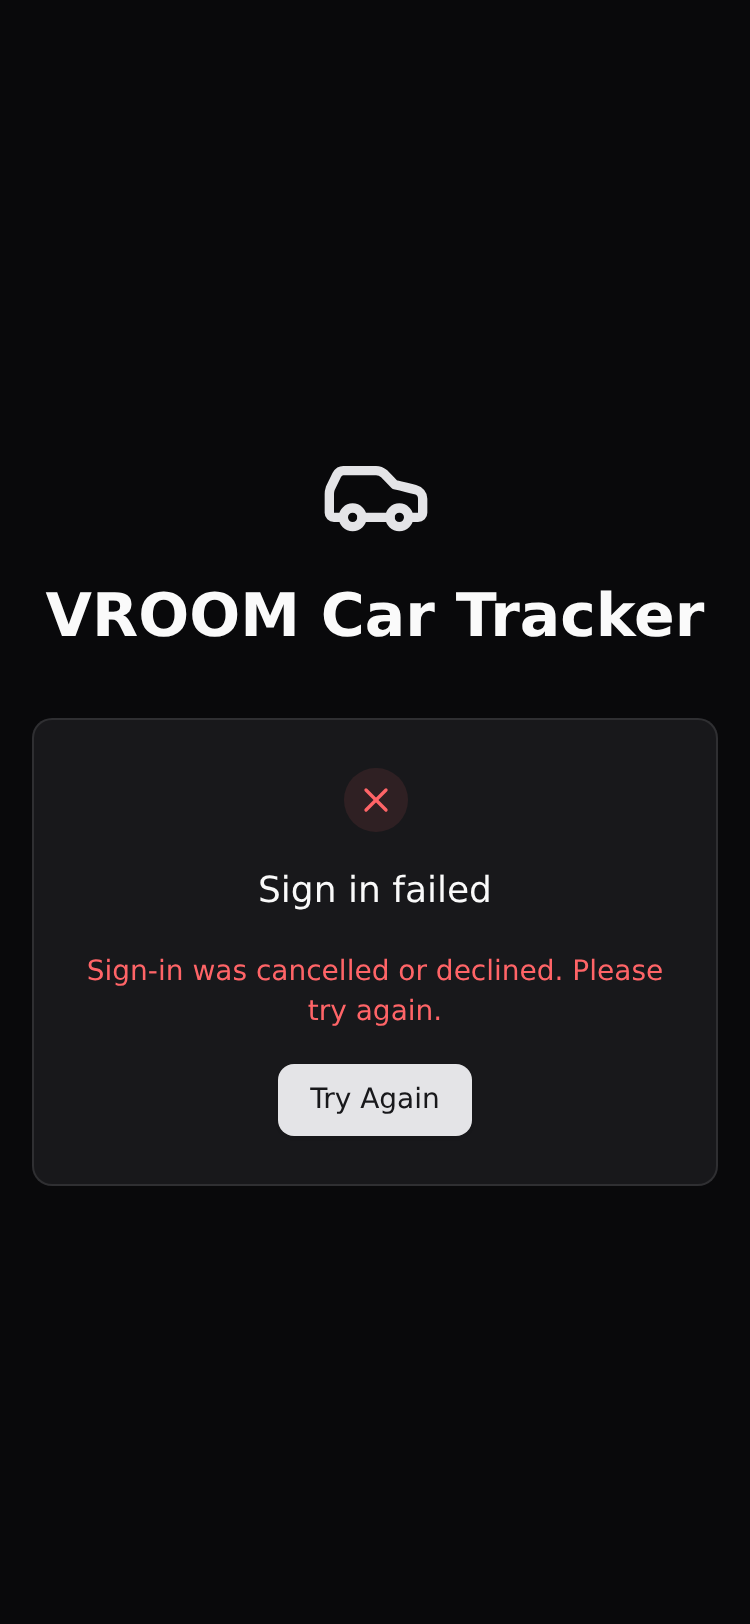 VROOM Car Tracker
Sign in failed
Sign-in was cancelled or declined. Please
try again.
Try Again